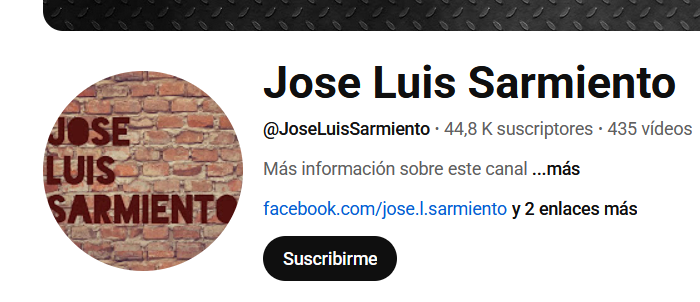 Jose Luis Sarmiento
JOSE
LUIS
SARMIENTO
@JoseLuisSarmiento · 44,8 K suscriptores · 435 vídeos
Más información sobre este canal ...más
facebook.com/jose.l.sarmiento y 2 enlaces más
Suscribirme